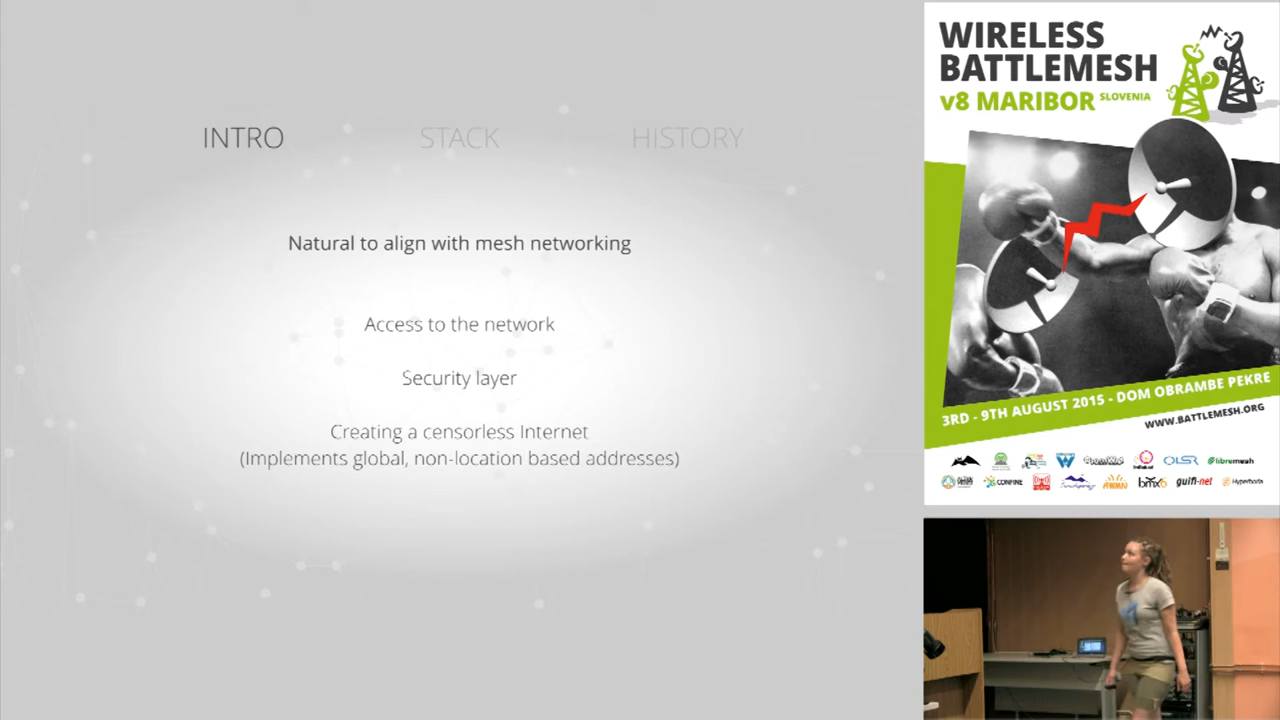 INTRO
STACK
HISTORY
Natural to align with mesh networking
Access to the network
Security layer
Creating a censorless Internet
(Implements global, non-location based addresses)
WIRELESS
BATTLEMESH
v8 MARIBOR SLOVENIA
3RD - 9TH AUGUST 2015 - DOM OBRAMBE PEKRE
WWW.BATTLEMESH.ORG
OLSR
libremesh
CONFINE
AWMN
bmx6
guifi·net
Hyperboria